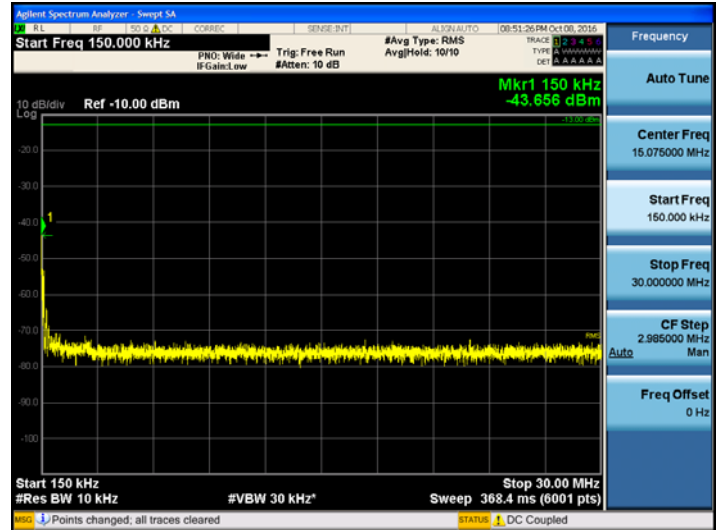 Agilent Spectrum Analyzer - Swept SA
RL RF 50 Ω DC CORREC SENSE:INT ALIGN AUTO 08:51:26 PM Oct 08, 2016
Start Freq 150.000 kHz
PNO: Wide
IFGain:Low
Trig: Free Run
#Atten: 10 dB
#Avg Type: RMS
Avg|Hold: 10/10
TRACE 1 2 3 4 5 6
TYPE
DET A A A A A A
Mkr1 150 kHz
-43.656 dBm
10 dB/div Ref -10.00 dBm
Log
-13.00 dBm
-20.0
-30.0
-40.0
1
-50.0
-60.0
-70.0
RMS
-80.0
-90.0
-100
Start 150 kHz
Stop 30.00 MHz
#Res BW 10 kHz
#VBW 30 kHz*
Sweep 368.4 ms (6001 pts)
MSG Points changed; all traces cleared
STATUS DC Coupled
Frequency
Auto Tune
Center Freq
15.075000 MHz
Start Freq
150.000 kHz
Stop Freq
30.000000 MHz
CF Step
2.985000 MHz
Auto Man
Freq Offset
0 Hz